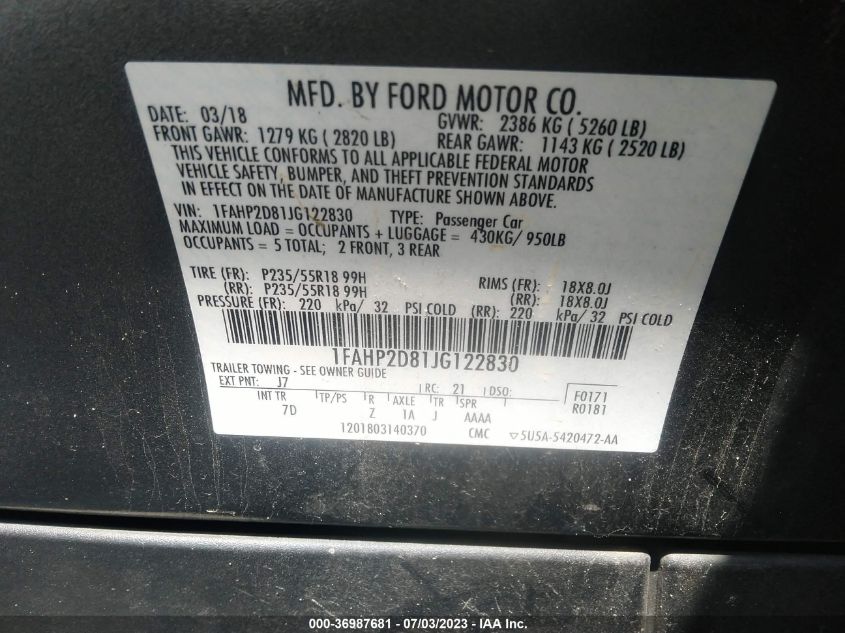 MFD. BY FORD MOTOR CO.
DATE: 03/18 GVWR: 2386 KG ( 5260 LB)
FRONT GAWR: 1279 KG ( 2820 LB) REAR GAWR: 1143 KG ( 2520 LB)
THIS VEHICLE CONFORMS TO ALL APPLICABLE FEDERAL MOTOR
VEHICLE SAFETY, BUMPER, AND THEFT PREVENTION STANDARDS
IN EFFECT ON THE DATE OF MANUFACTURE SHOWN ABOVE.
VIN: 1FAHP2D81JG122830 TYPE: Passenger Car
MAXIMUM LOAD = OCCUPANTS + LUGGAGE = 430KG/ 950LB
OCCUPANTS = 5 TOTAL; 2 FRONT, 3 REAR
TIRE (FR): P235/55R18 99H RIMS (FR): 18X8.0J
(RR): P235/55R18 99H (RR): 18X8.0J
PRESSURE (FR): 220 kPa/ 32 PSI COLD (RR): 220 kPa/ 32 PSI COLD
1FAHP2D81JG122830
TRAILER TOWING - SEE OWNER GUIDE
EXT PNT: J7 RC: 21 DSO: F0171
INT TR TP/PS R AXLE TR SPR R0181
7D Z 1A J AAAA
1201803140370 CMC ▽5U5A-5420472-AA
000-36987681 - 07/03/2023 - IAA Inc.